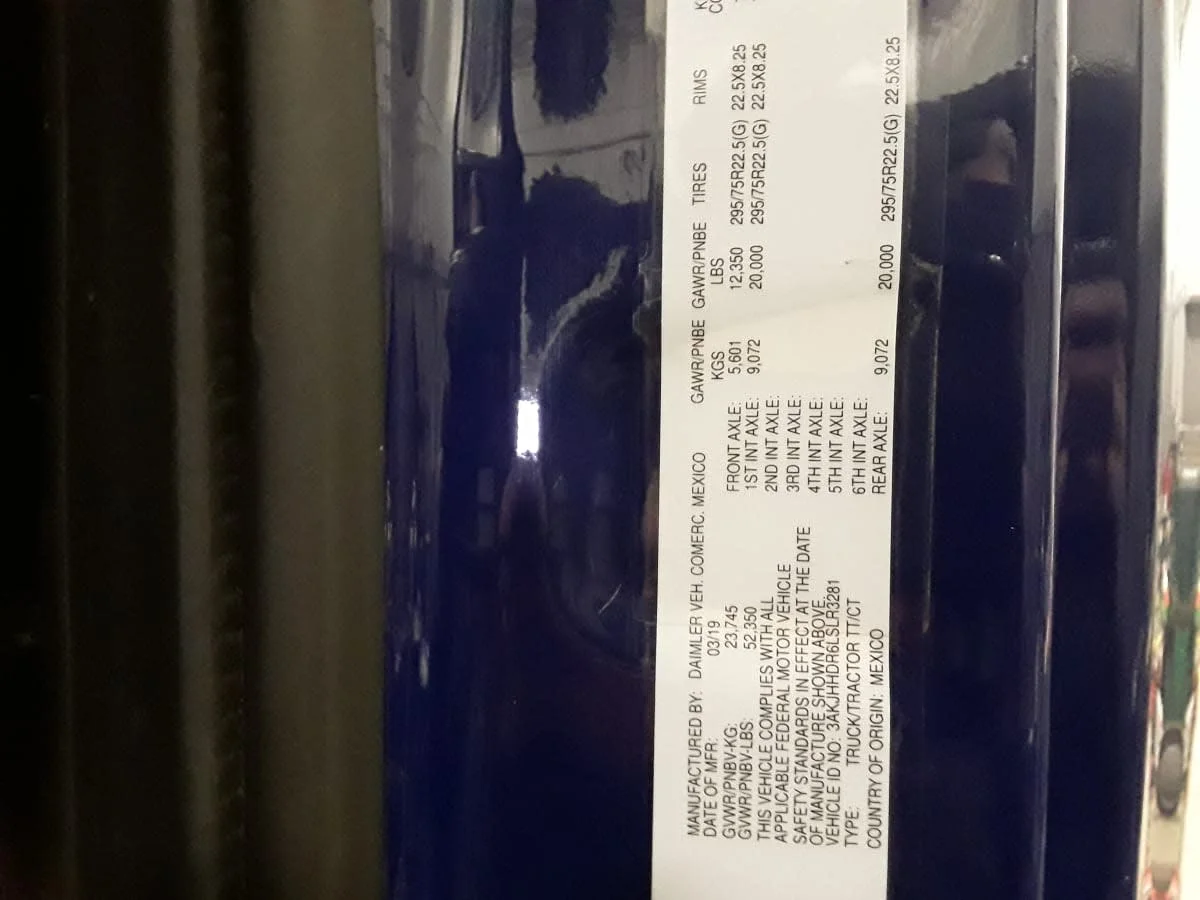 MANUFACTURED BY: DAIMLER VEH. COMERC. MEXICO
DATE OF MFR: 03/19
GVWR/PNBV-KG: 23,745
GVWR/PNBV-LBS: 52,350
THIS VEHICLE COMPLIES WITH ALL
APPLICABLE FEDERAL MOTOR VEHICLE
SAFETY STANDARDS IN EFFECT AT THE DATE
OF MANUFACTURE SHOWN ABOVE.
VEHICLE ID NO: 3AKJHHDR6LSLR3281
TYPE: TRUCK/TRACTOR TT/CT
COUNTRY OF ORIGIN: MEXICO
GAWR/PNBE GAWR/PNBE TIRES RIMS
KGS LBS
FRONT AXLE: 5,601 12,350 295/75R22.5(G) 22.5X8.25
1ST INT AXLE: 9,072 20,000 295/75R22.5(G) 22.5X8.25
2ND INT AXLE:
3RD INT AXLE:
4TH INT AXLE:
5TH INT AXLE:
6TH INT AXLE:
REAR AXLE: 9,072 20,000 295/75R22.5(G) 22.5X8.25